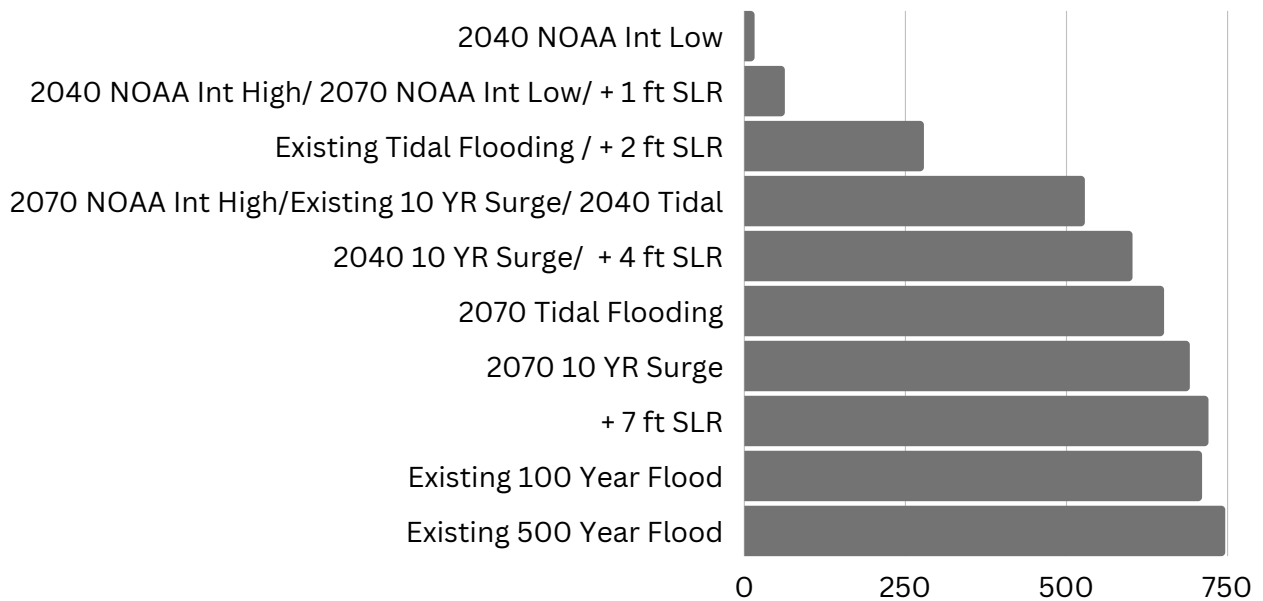 2040 NOAA Int Low
2040 NOAA Int High/ 2070 NOAA Int Low/ + 1 ft SLR
Existing Tidal Flooding / + 2 ft SLR
2070 NOAA Int High/Existing 10 YR Surge/ 2040 Tidal
2040 10 YR Surge/  + 4 ft SLR
2070 Tidal Flooding
2070 10 YR Surge
+ 7 ft SLR
Existing 100 Year Flood
Existing 500 Year Flood
0 250 500 750